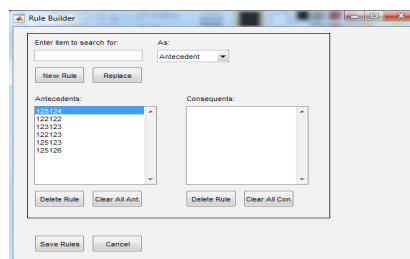 Rule Builder
Enter item to search for: As:
Antecedent
New Rule Replace
Antecedents: Consequents:
125124
122122
123123
122123
125123
125126
Delete Rule Clear All Ant. Delete Rule Clear All Con.
Save Rules Cancel